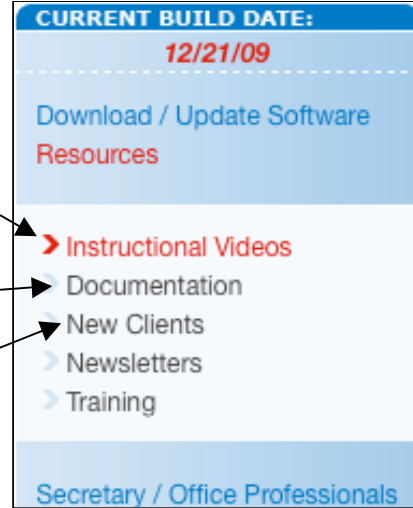 CURRENT BUILD DATE:
12/21/09
Download / Update Software
Resources
Instructional Videos
Documentation
New Clients
Newsletters
Training
Secretary / Office Professionals